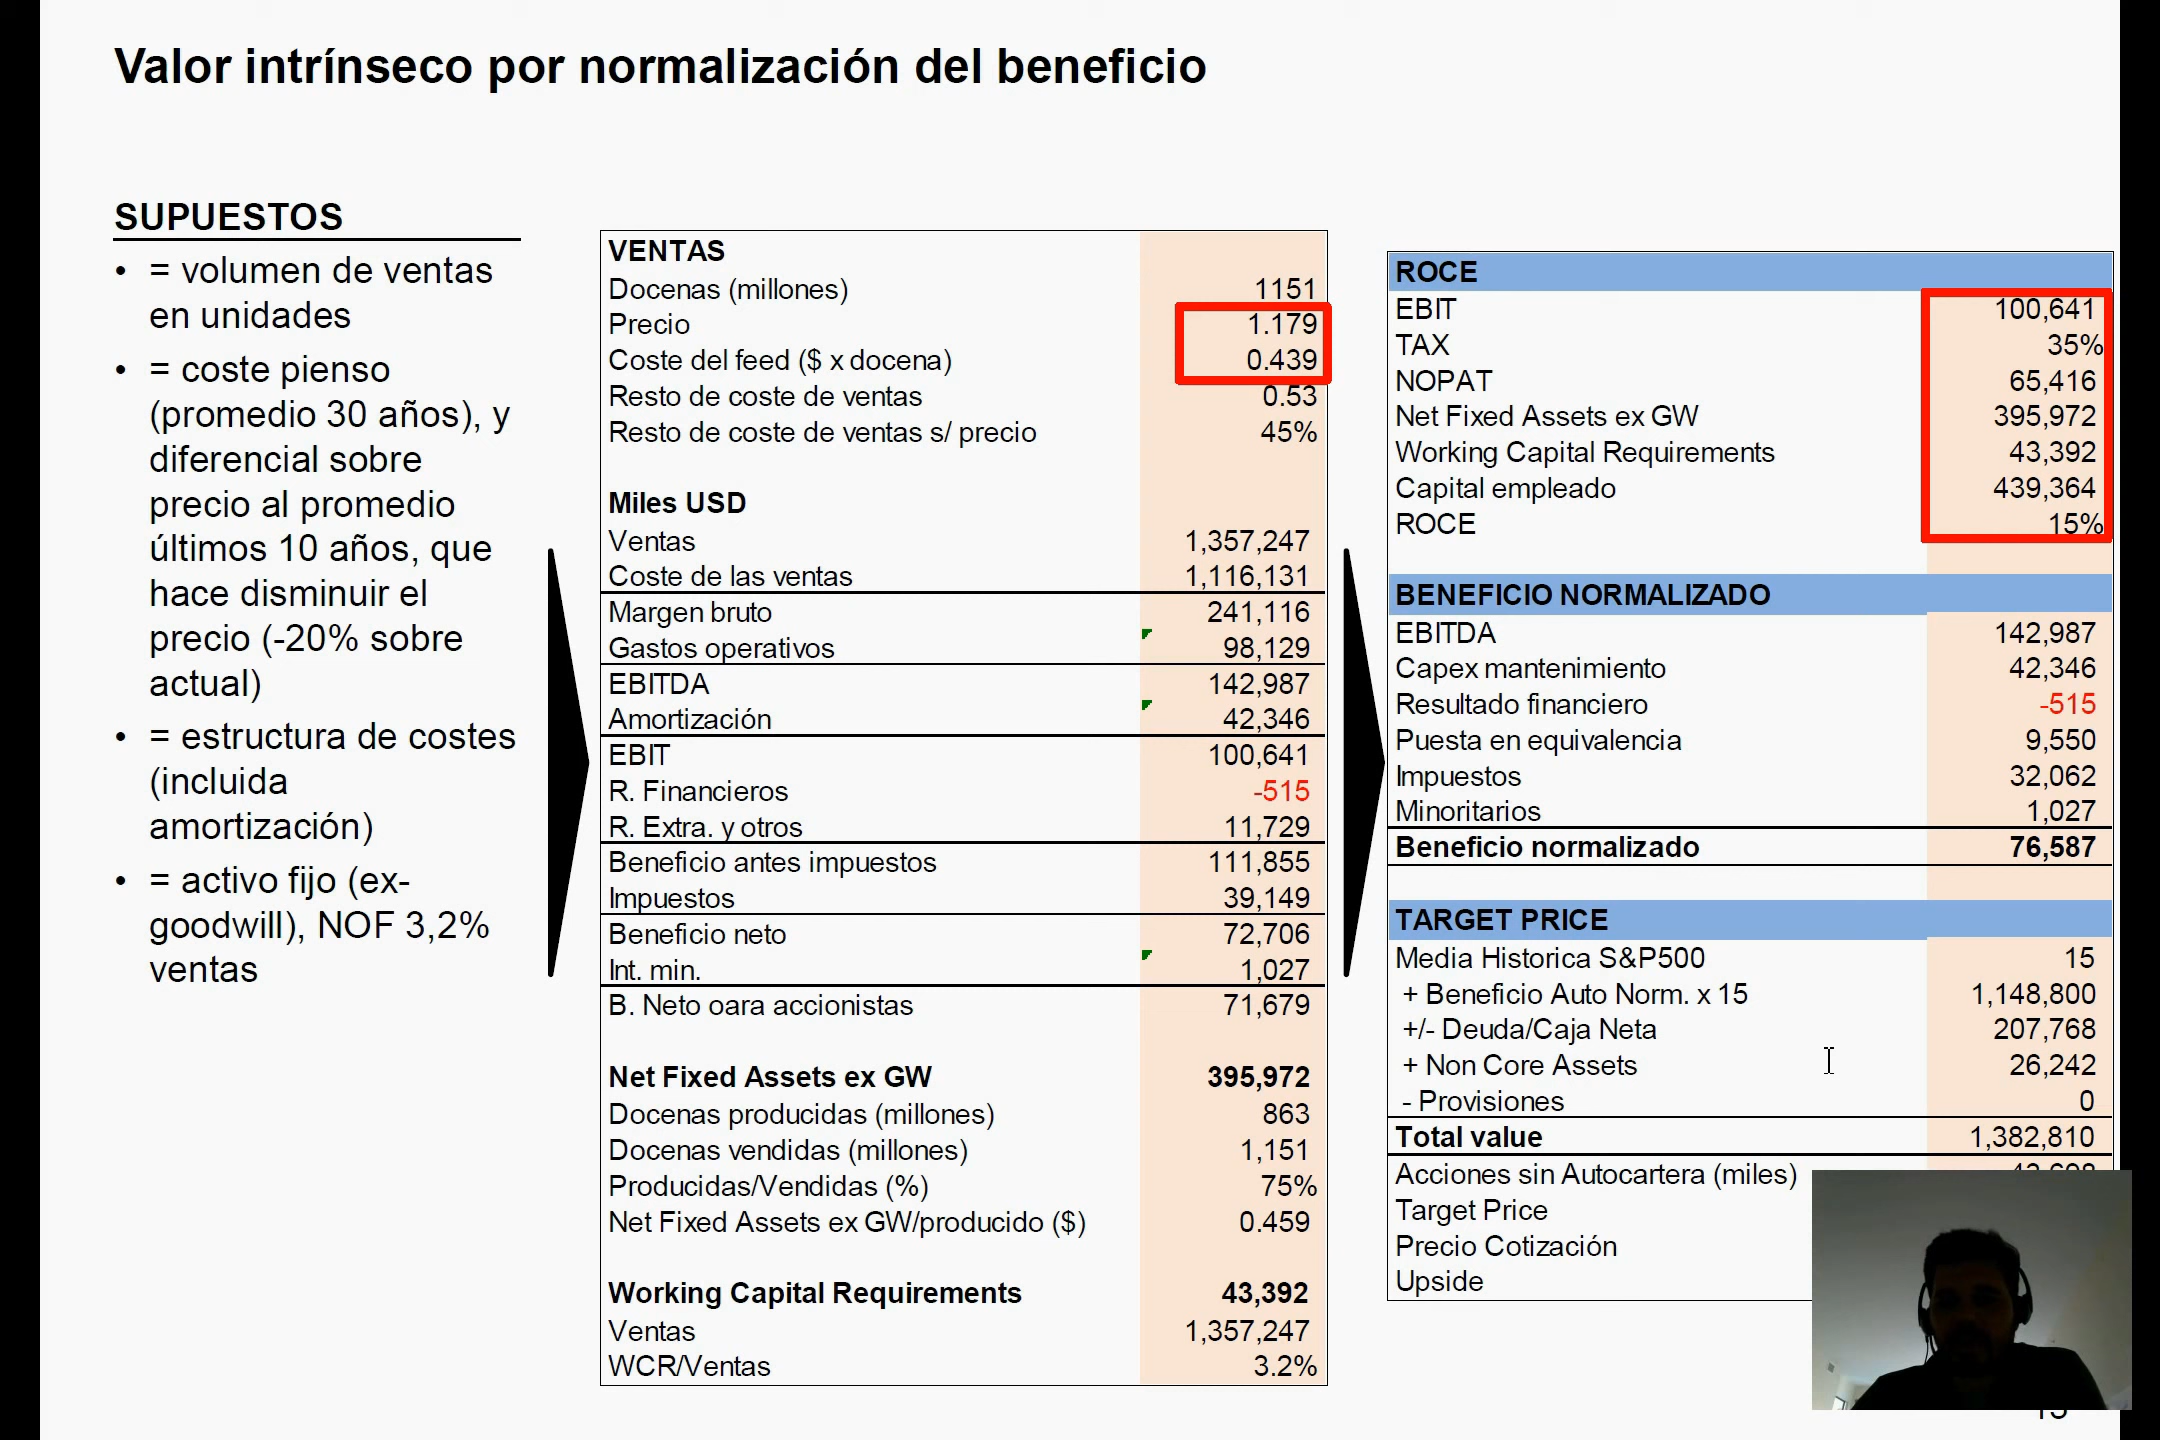 Valor intrínseco por normalización del beneficio
SUPUESTOS
• = volumen de ventas
en unidades
• = coste pienso
(promedio 30 años), y
diferencial sobre
precio al promedio
últimos 10 años, que
hace disminuir el
precio (-20% sobre
actual)
• = estructura de costes
(incluida
amortización)
• = activo fijo (ex-
goodwill), NOF 3,2%
ventas
VENTAS
Docenas (millones) 1151
Precio 1.179
Coste del feed ($ x docena) 0.439
Resto de coste de ventas 0.53
Resto de coste de ventas s/ precio 45%
Miles USD
Ventas 1,357,247
Coste de las ventas 1,116,131
Margen bruto 241,116
Gastos operativos 98,129
EBITDA 142,987
Amortización 42,346
EBIT 100,641
R. Financieros -515
R. Extra. y otros 11,729
Beneficio antes impuestos 111,855
Impuestos 39,149
Beneficio neto 72,706
Int. min. 1,027
B. Neto oara accionistas 71,679
Net Fixed Assets ex GW 395,972
Docenas producidas (millones) 863
Docenas vendidas (millones) 1,151
Producidas/Vendidas (%) 75%
Net Fixed Assets ex GW/producido ($) 0.459
Working Capital Requirements 43,392
Ventas 1,357,247
WCR/Ventas 3.2%
ROCE
EBIT 100,641
TAX 35%
NOPAT 65,416
Net Fixed Assets ex GW 395,972
Working Capital Requirements 43,392
Capital empleado 439,364
ROCE 15%
BENEFICIO NORMALIZADO
EBITDA 142,987
Capex mantenimiento 42,346
Resultado financiero -515
Puesta en equivalencia 9,550
Impuestos 32,062
Minoritarios 1,027
Beneficio normalizado 76,587
TARGET PRICE
Media Historica S&P500 15
+ Beneficio Auto Norm. x 15 1,148,800
+/- Deuda/Caja Neta 207,768
+ Non Core Assets 26,242
- Provisiones 0
Total value 1,382,810
Acciones sin Autocartera (miles)
Target Price
Precio Cotización
Upside